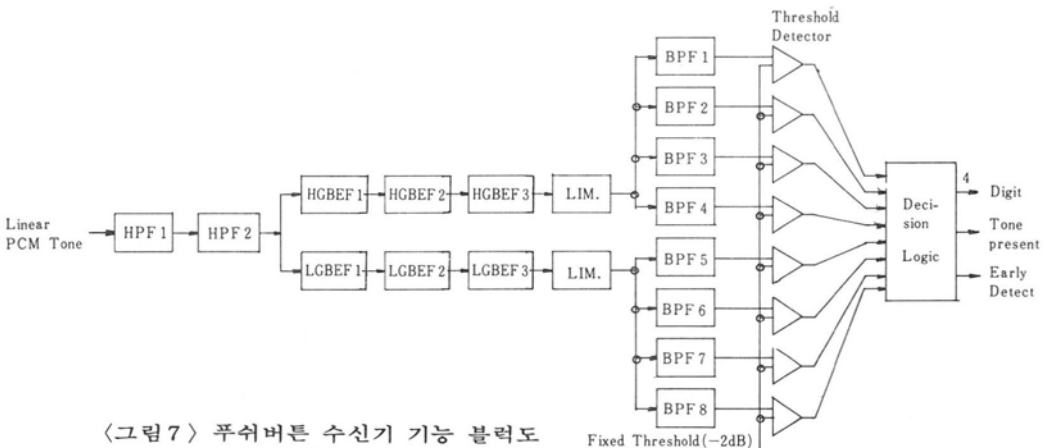 Threshold
Detector
BPF 1
BPF 2
BPF 3
BPF 4
BPF 5
BPF 6
BPF 7
BPF 8
Linear
PCM Tone
HPF 1
HPF 2
HGBEF 1
HGBEF 2
HGBEF 3
LIM.
LGBEF 1
LGBEF 2
LGBEF 3
LIM.
Deci-
sion
Logic
4
Digit
Tone
present
Early
Detect
Fixed Threshold(−2dB)
〈그림 7〉 푸쉬버튼 수신기 기능 블럭도